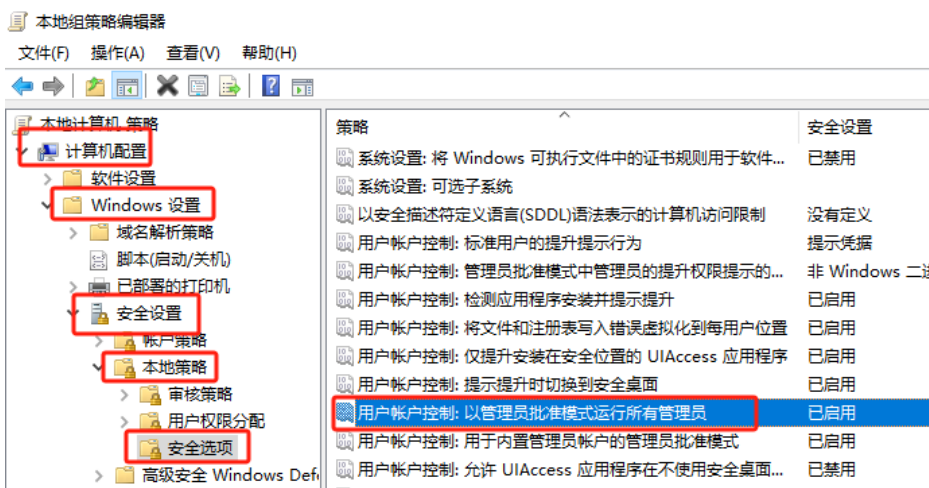 本地组策略编辑器
文件(F) 操作(A) 查看(V) 帮助(H)
本地计算机 策略
计算机配置
软件设置
Windows 设置
域名解析策略
脚本(启动/关机)
已部署的打印机
安全设置
帐户策略
本地策略
审核策略
用户权限分配
安全选项
高级安全 Windows Def
策略 安全设置
系统设置: 将 Windows 可执行文件中的证书规则用于软件... 已禁用
系统设置: 可选子系统
以安全描述符定义语言(SDDL)语法表示的计算机访问限制 没有定义
用户帐户控制: 标准用户的提升提示行为 提示凭据
用户帐户控制: 管理员批准模式中管理员的提升权限提示的... 非 Windows 二进
用户帐户控制: 检测应用程序安装并提示提升 已启用
用户帐户控制: 将文件和注册表写入错误虚拟化到每用户位置 已启用
用户帐户控制: 仅提升安装在安全位置的 UIAccess 应用程序 已启用
用户帐户控制: 提示提升时切换到安全桌面 已启用
用户帐户控制: 以管理员批准模式运行所有管理员 已启用
用户帐户控制: 用于内置管理员帐户的管理员批准模式 已启用
用户帐户控制: 允许 UIAccess 应用程序在不使用安全桌面... 已禁用